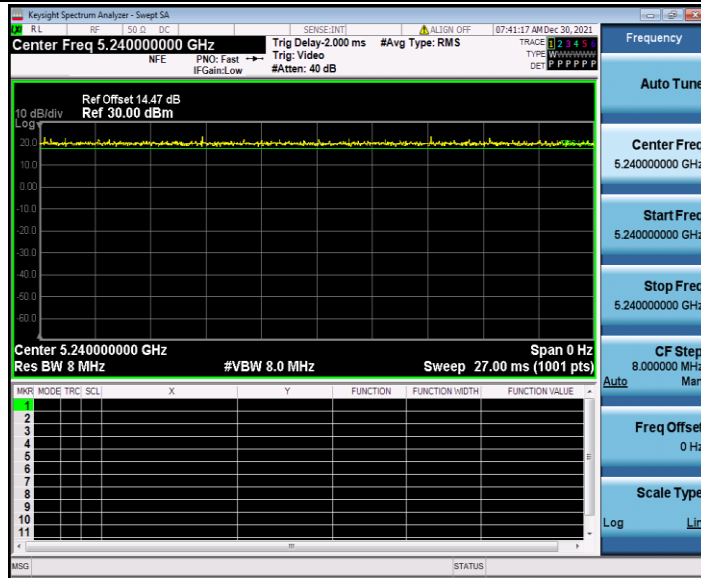 Keysight Spectrum Analyzer - Swept SA
RL RF 50 Ω DC SENSE:INT ALIGN OFF 07:41:17 AM Dec 30, 2021
Center Freq 5.240000000 GHz
NFE
PNO: Fast
IFGain:Low
Trig Delay-2.000 ms
Trig: Video
#Atten: 40 dB
#Avg Type: RMS
TRACE 1 2 3 4 5 6
TYPE WWWWWW
DET P P P P P P
Ref Offset 14.47 dB
10 dB/div Ref 30.00 dBm
Log
20.0
10.0
0.00
-10.0
-20.0
-30.0
-40.0
-50.0
-60.0
Center 5.240000000 GHz Span 0 Hz
Res BW 8 MHz #VBW 8.0 MHz Sweep 27.00 ms (1001 pts)
MKR MODE TRC SCL X Y FUNCTION FUNCTION WIDTH FUNCTION VALUE
1
2
3
4
5
6
7
8
9
10
11
MSG STATUS
Frequency
Auto Tune
Center Freq
5.240000000 GHz
Start Freq
5.240000000 GHz
Stop Freq
5.240000000 GHz
CF Step
8.000000 MHz
Auto Man
Freq Offset
0 Hz
Scale Type
Log Lin